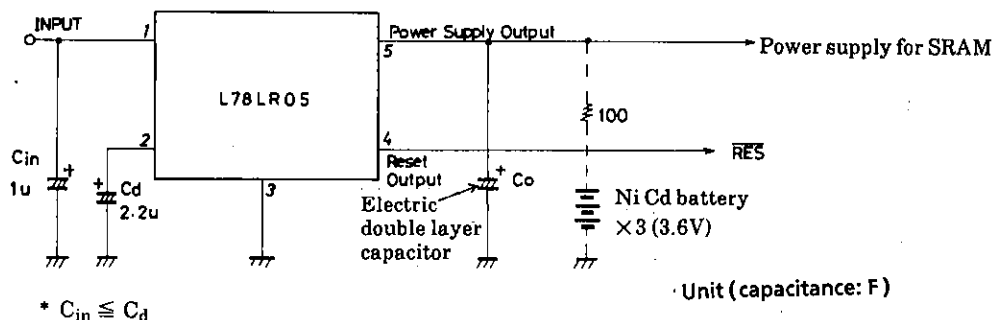 INPUT
1
Power Supply Output
5
Power supply for SRAM
L78LR05
100
2
4
Reset
Output
RES
Cin
1u
+
+
Cd
2.2u
3
+
Co
Electric
double layer
capacitor
Ni Cd battery
×3 (3.6V)
Unit (capacitance: F)
* Cin ≦ Cd